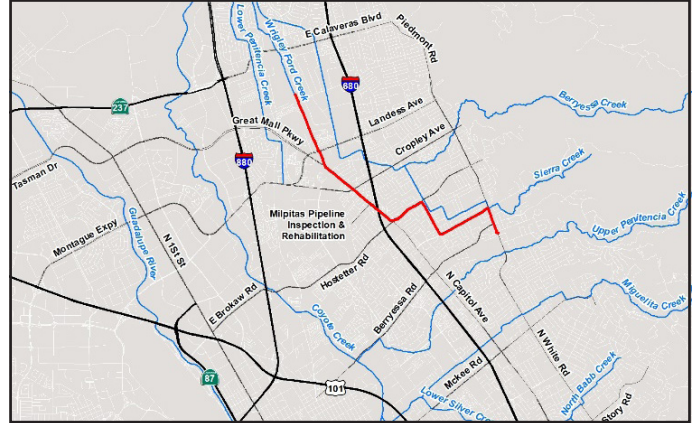 E Calaveras Blvd
Piedmont Rd
Lower Penitencia Creek
Wrigley Ford Creek
680
237
Berryessa Creek
Landess Ave
Great Mall Pkwy
Cropley Ave
880
Tasman Dr
Sierra Creek
Milpitas Pipeline
Inspection &
Rehabilitation
Upper Penitencia Creek
Guadalupe River
N 1St St
Montague Expy
Hostetter Rd
E Brokaw Rd
Miguelita Creek
N Capitol Ave
Berryessa Rd
Coyote Creek
N White Rd
Mckee Rd
87
101
North Babb Creek
Lower Silver Creek
Story Rd